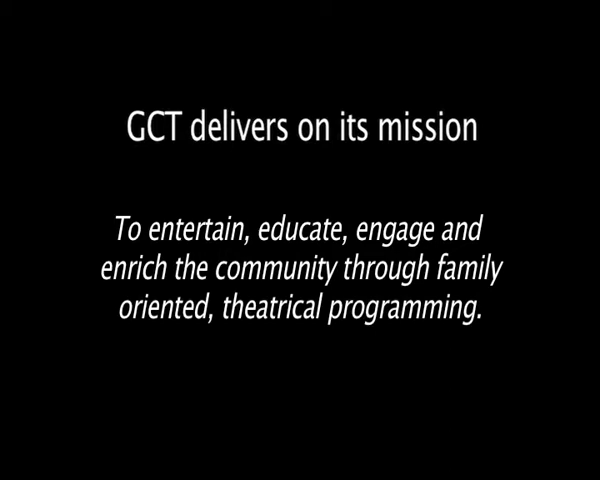 GCT delivers on its mission
To entertain, educate, engage and
enrich the community through family
oriented, theatrical programming.